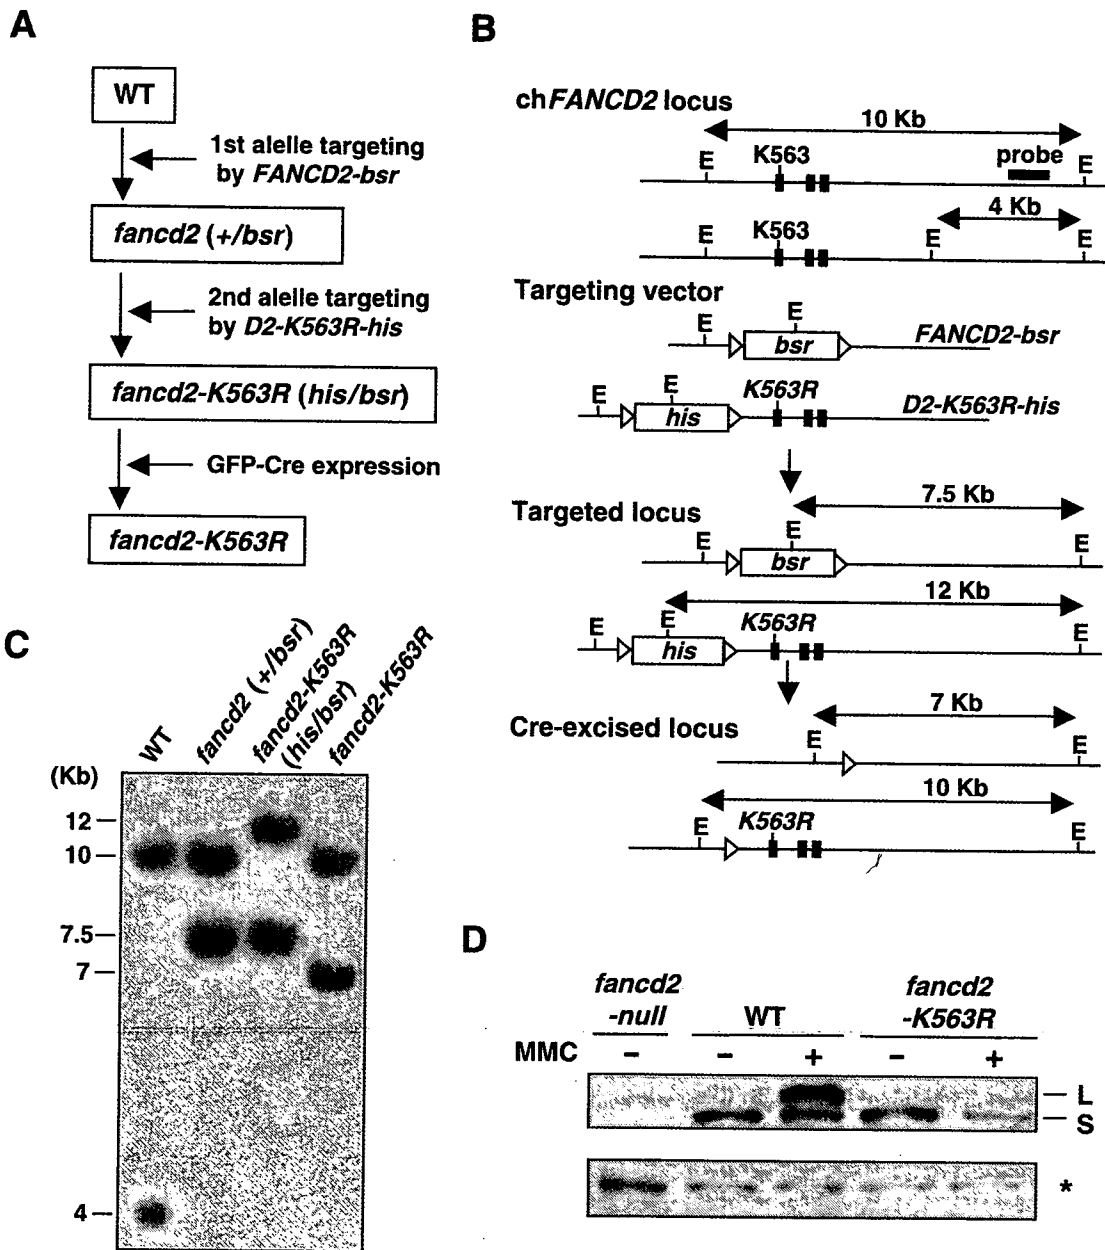 A
WT
1st alelle targeting
by FANCD2-bsr
fancd2 (+/bsr)
2nd alelle targeting
by D2-K563R-his
fancd2-K563R (his/bsr)
GFP-Cre expression
fancd2-K563R
B
chFANCD2 locus
10 Kb
E K563 probe E
4 Kb
E K563 E E
Targeting vector
E E
bsr FANCD2-bsr
E E K563R
his D2-K563R-his
7.5 Kb
Targeted locus
E E E
bsr
12 Kb
E E K563R E
his
7 Kb
Cre-excised locus
E E
10 Kb
E K563R E
C
WT
fancd2 (+/bsr)
fancd2-K563R
(his/bsr)
fancd2-K563R
(Kb)
12
10
7.5
7
4
D
fancd2
-null
WT
fancd2
-K563R
MMC - - + - +
L
S
*